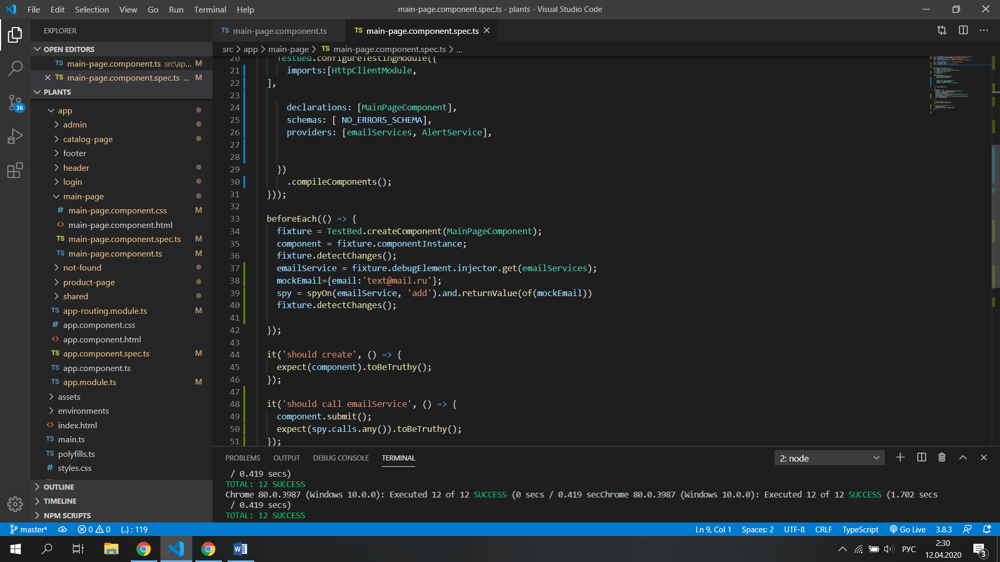 File Edit Selection View Go Run Terminal Help
main-page.component.spec.ts - plants - Visual Studio Code
EXPLORER
OPEN EDITORS
TS main-page.component.ts src\ap... M
TS main-page.component.spec.ts ... M
PLANTS
app
admin
catalog-page
footer
header
login
main-page
# main-page.component.css M
<> main-page.component.html
TS main-page.component.spec.ts M
TS main-page.component.ts M
not-found
product-page
shared
TS app-routing.module.ts M
# app.component.css
<> app.component.html
TS app.component.spec.ts M
TS app.component.ts
TS app.module.ts M
assets
environments
<> index.html
TS main.ts
TS polyfills.ts
# styles.css
OUTLINE
TIMELINE
NPM SCRIPTS
36
TS main-page.component.ts
TS main-page.component.spec.ts
src > app > main-page > TS main-page.component.spec.ts > ...
20 TestBed.configureTestingModule({
21 imports:[HttpClientModule,
22 ],
23
24 declarations: [MainPageComponent],
25 schemas: [ NO_ERRORS_SCHEMA],
26 providers: [emailServices, AlertService],
27
28
29 })
30 .compileComponents();
31 }));
32
33 beforeEach(() => {
34 fixture = TestBed.createComponent(MainPageComponent);
35 component = fixture.componentInstance;
36 fixture.detectChanges();
37 emailService = fixture.debugElement.injector.get(emailServices);
38 mockEmail={email:'text@mail.ru'};
39 spy = spyOn(emailService, 'add').and.returnValue(of(mockEmail))
40 fixture.detectChanges();
41
42 });
43
44 it('should create', () => {
45 expect(component).toBeTruthy();
46 });
47
48 it('should call emailService', () => {
49 component.submit();
50 expect(spy.calls.any()).toBeTruthy();
51 });
PROBLEMS OUTPUT DEBUG CONSOLE TERMINAL
2: node
/ 0.419 secs)
TOTAL: 12 SUCCESS
Chrome 80.0.3987 (Windows 10.0.0): Executed 12 of 12 SUCCESS (0 secs / 0.419 secChrome 80.0.3987 (Windows 10.0.0): Executed 12 of 12 SUCCESS (1.702 secs
/ 0.419 secs)
TOTAL: 12 SUCCESS
master* 0 0 {..} : 119
Ln 9, Col 1 Spaces: 2 UTF-8 CRLF TypeScript Go Live 3.8.3
РУС
2:30
12.04.2020
3